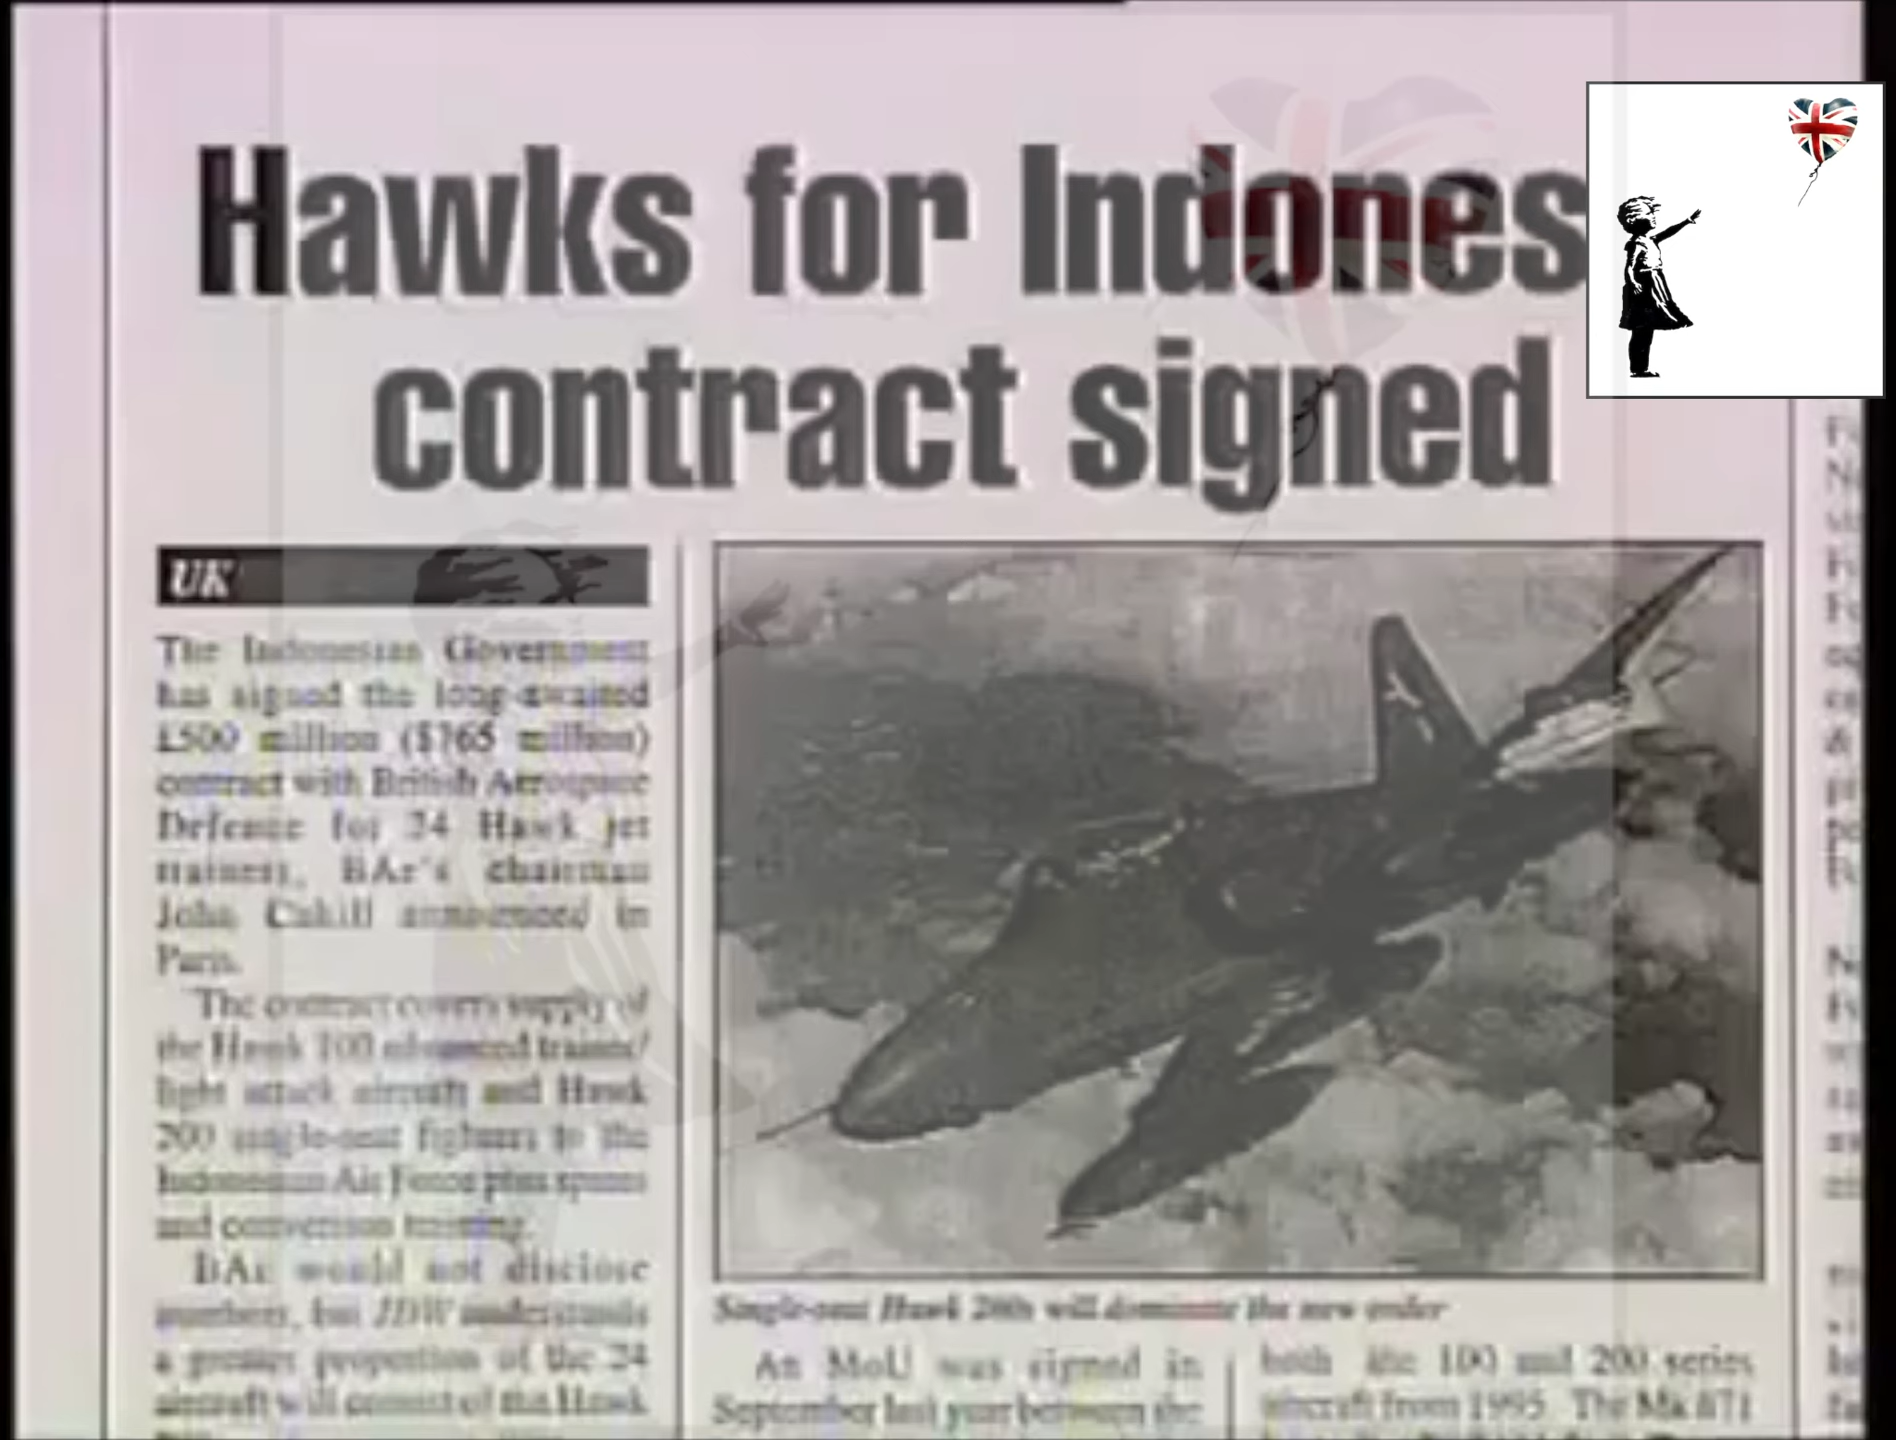 Hawks for Indones
contract signed
UK
The Indonesian Government
has signed the long-awaited
£500 million ($765 million)
contract with British Aerospace
Defence for 24 Hawk jet
trainers, BAe's chairman
John Cahill announced in
Paris.
The contract covers supply of
the Hawk 100 advanced trainer/
light attack aircraft and Hawk
200 single-seat fighters to the
Indonesian Air Force plus spares
and conversion training.
BAe would not disclose
numbers, but JDW understands
a greater proportion of the 24
aircraft will consist of the Hawk
Single-seat Hawk 200s will dominate the new order
An MoU was signed in
September last year between the
both the 100 and 200 series
aircraft from 1995. The Mk 871